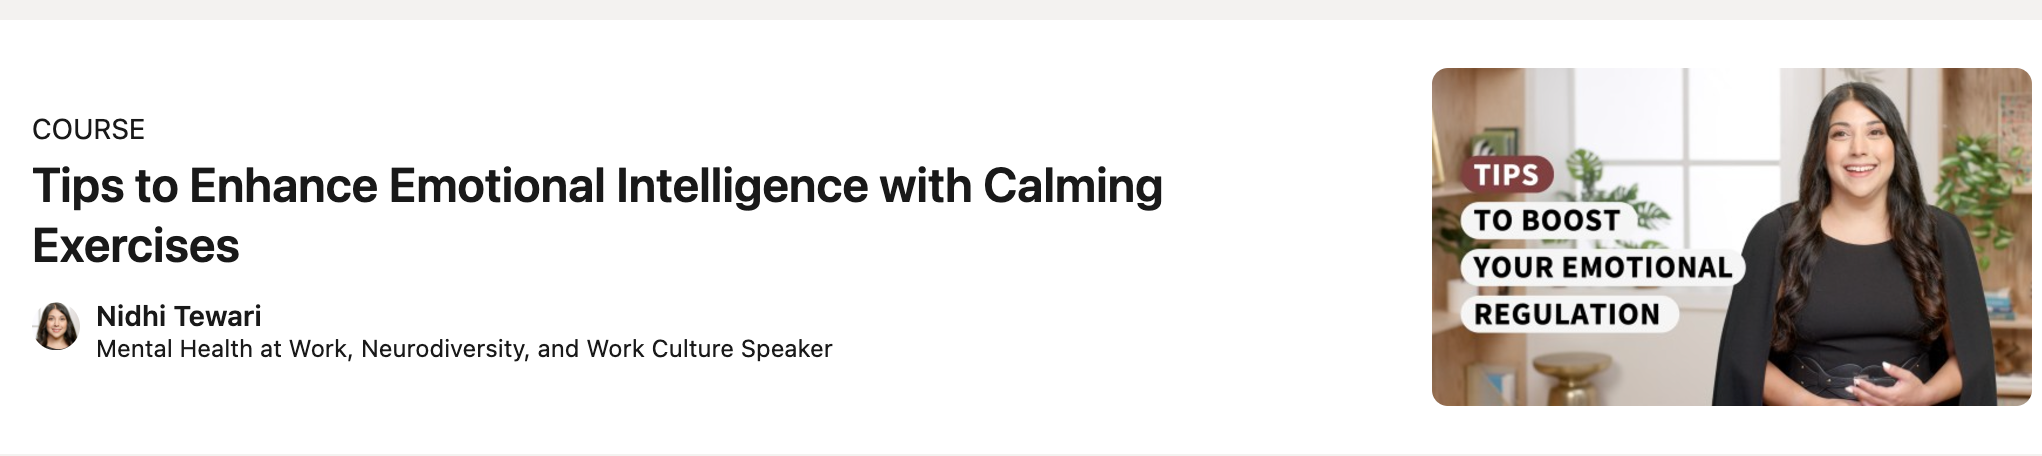 COURSE
Tips to Enhance Emotional Intelligence with Calming
Exercises
Nidhi Tewari
Mental Health at Work, Neurodiversity, and Work Culture Speaker
TIPS
TO BOOST
YOUR EMOTIONAL
REGULATION